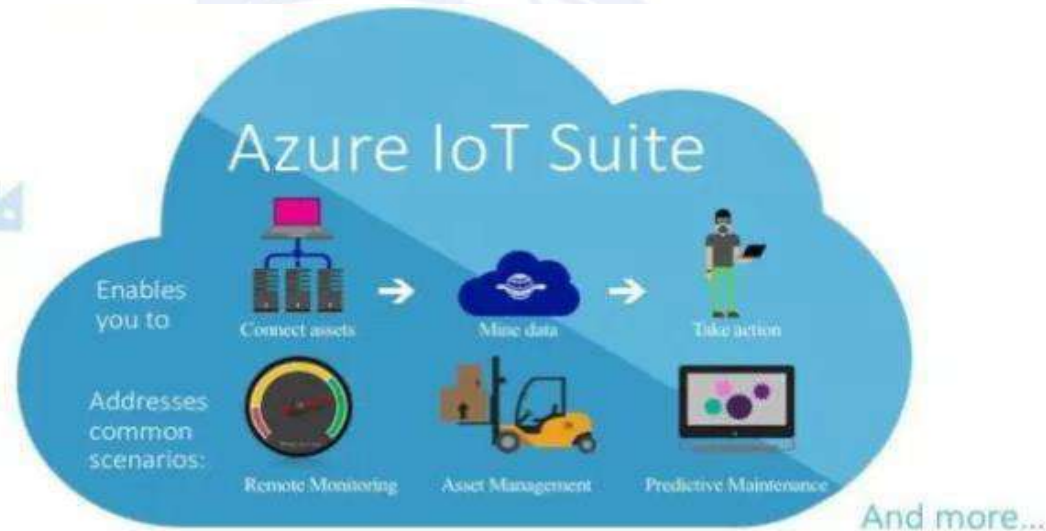 Azure IoT Suite
Enables
you to
Connect assets
Mine data
Take action
Addresses
common
scenarios:
Remote Monitoring
Asset Management
Predictive Maintenance
And more...